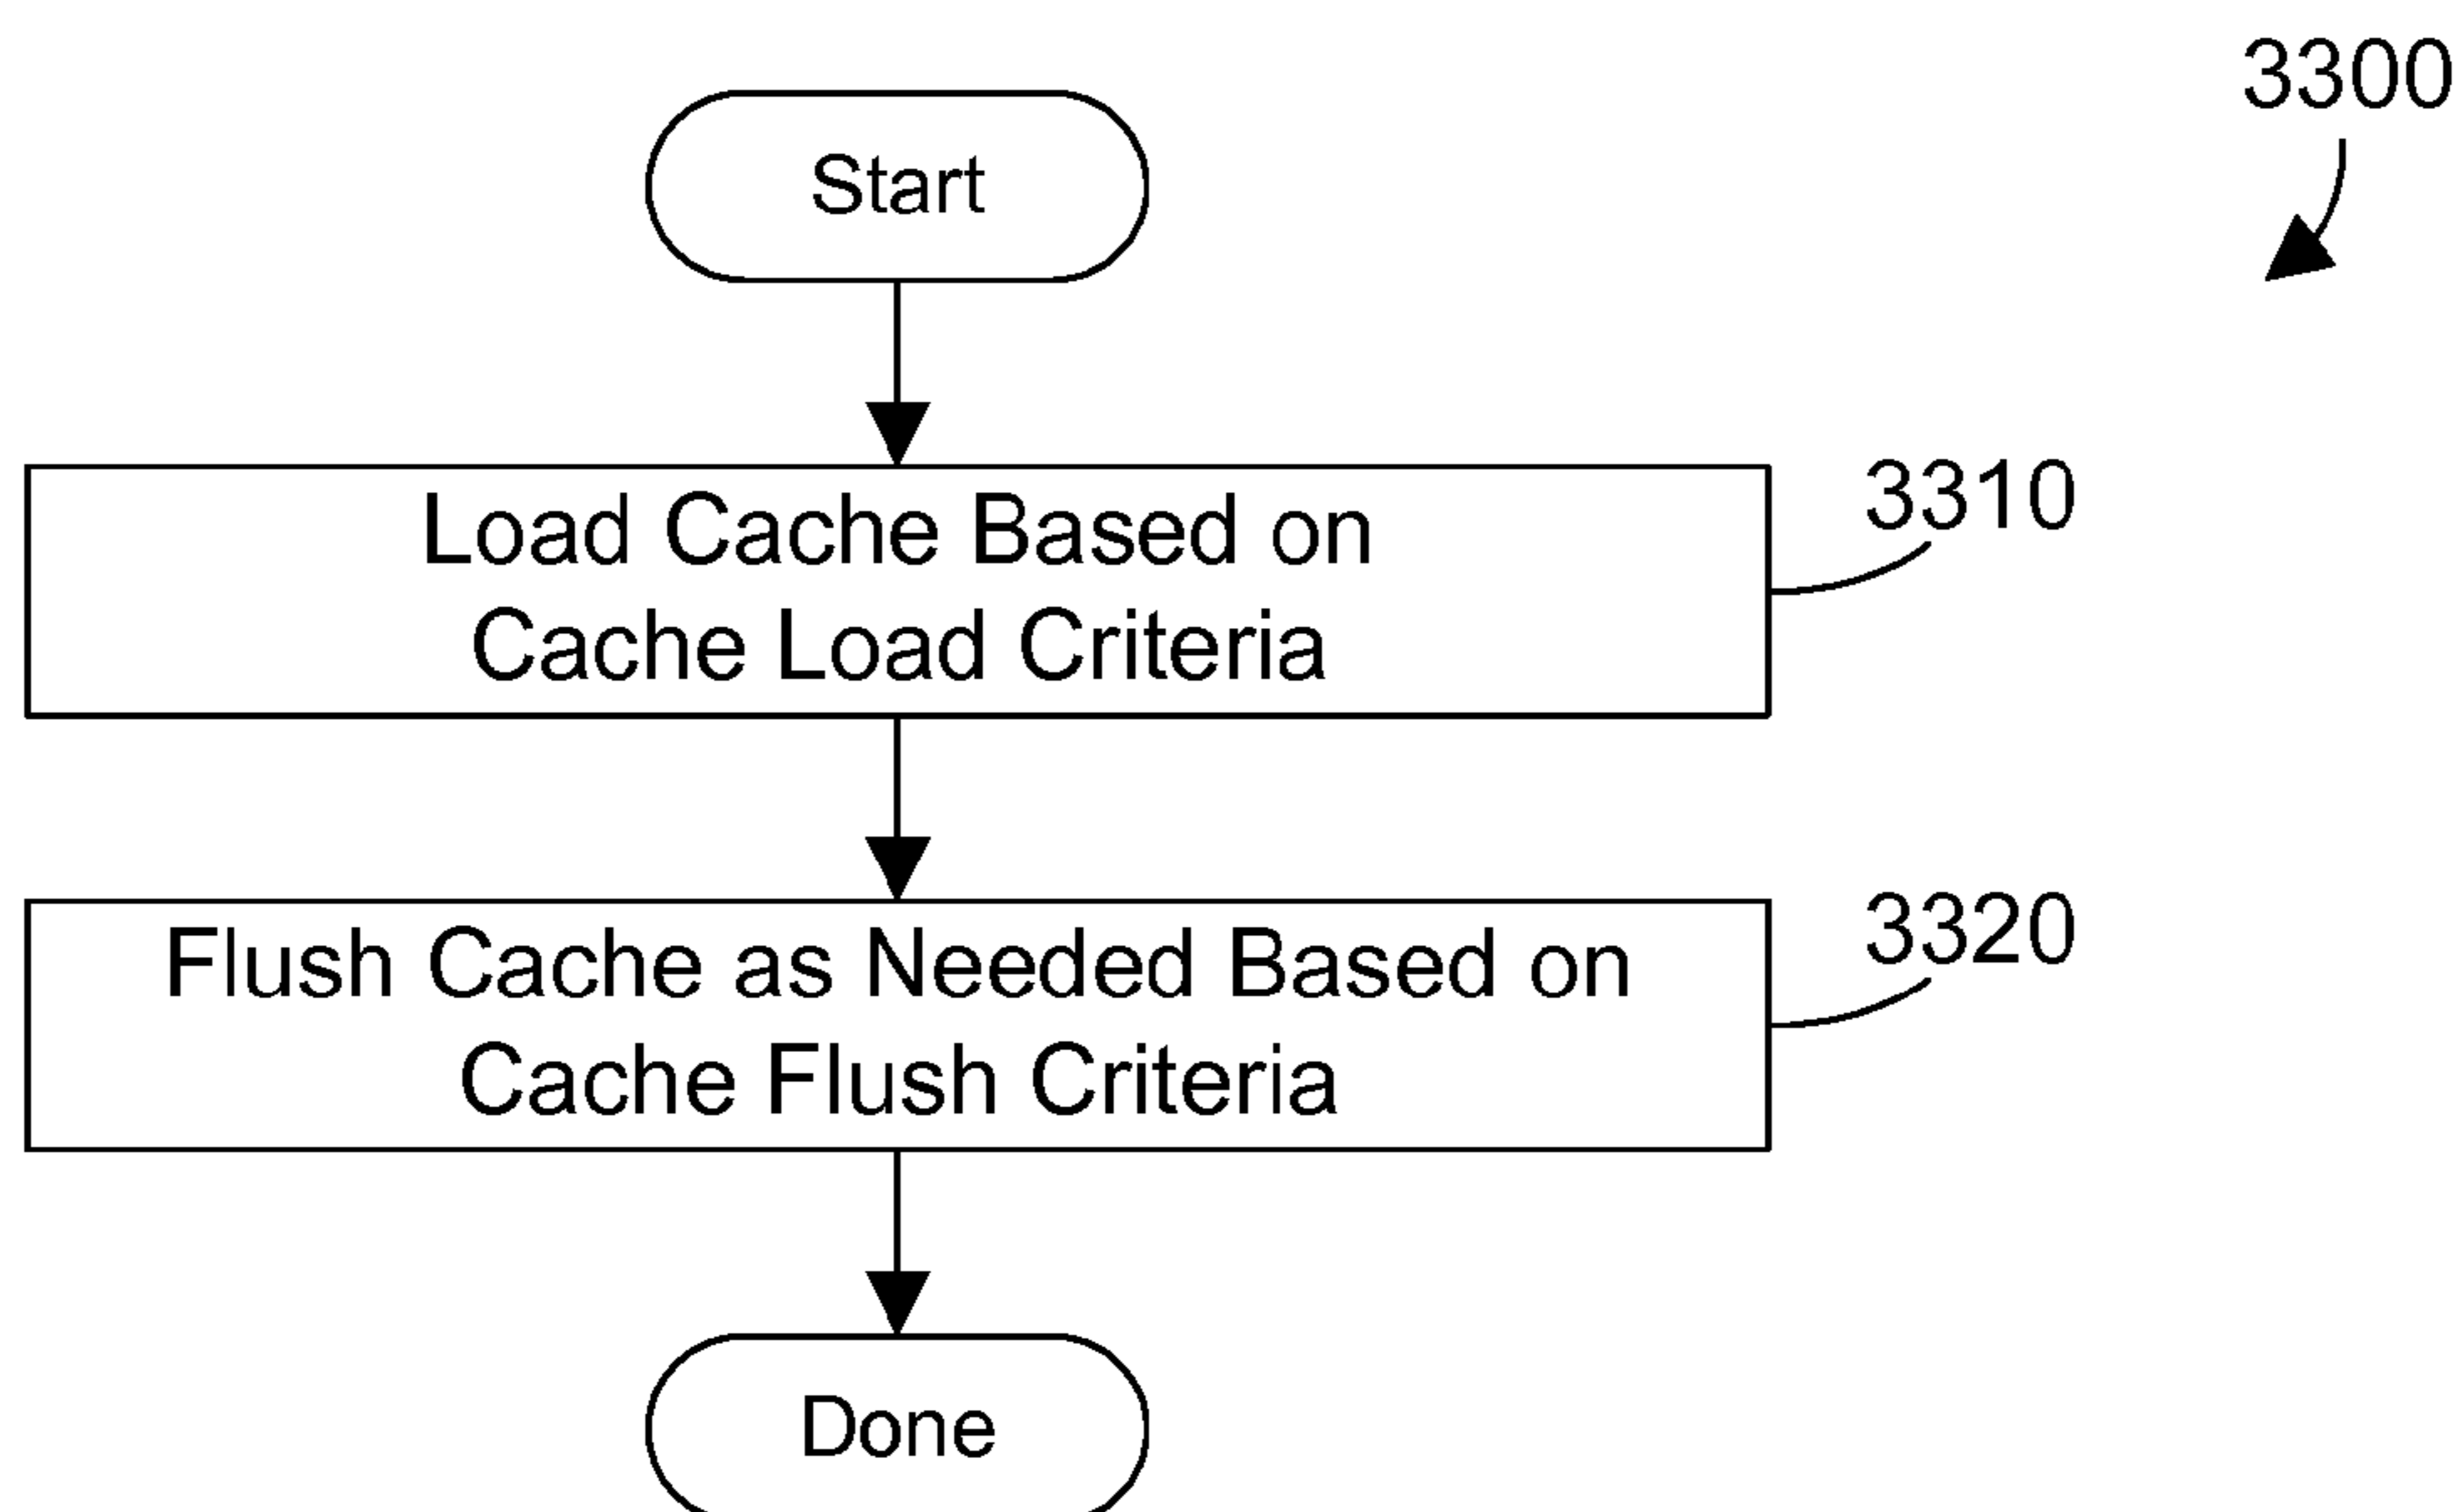 3300
Start
Load Cache Based on
Cache Load Criteria
3310
Flush Cache as Needed Based on
Cache Flush Criteria
3320
Done